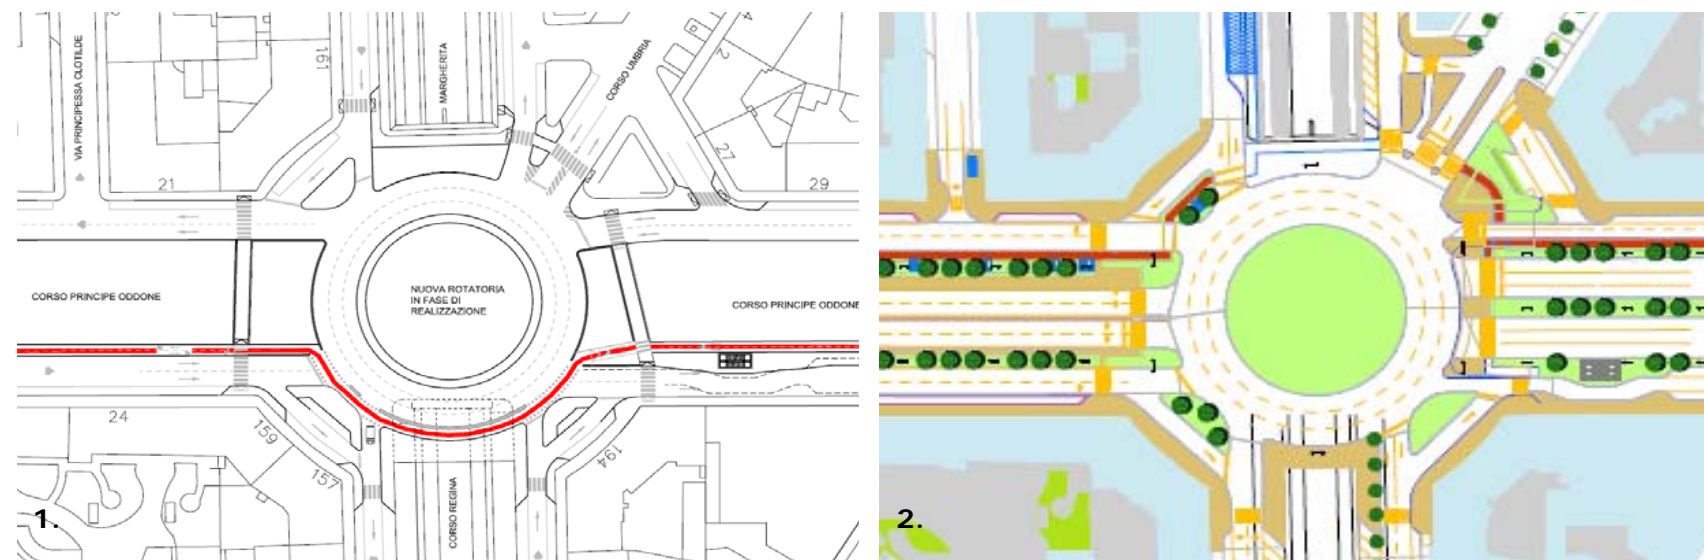 VIA PRINCIPESSA CLOTILDE
161
MARGHERITA
CORSO UMBRIA
2
4
27
21
29
NUOVA ROTATORIA
IN FASE DI
REALIZZAZIONE
CORSO PRINCIPE ODDONE
CORSO PRINCIPE ODDONE
24
159
157
194
CORSO REGINA
1.
2.